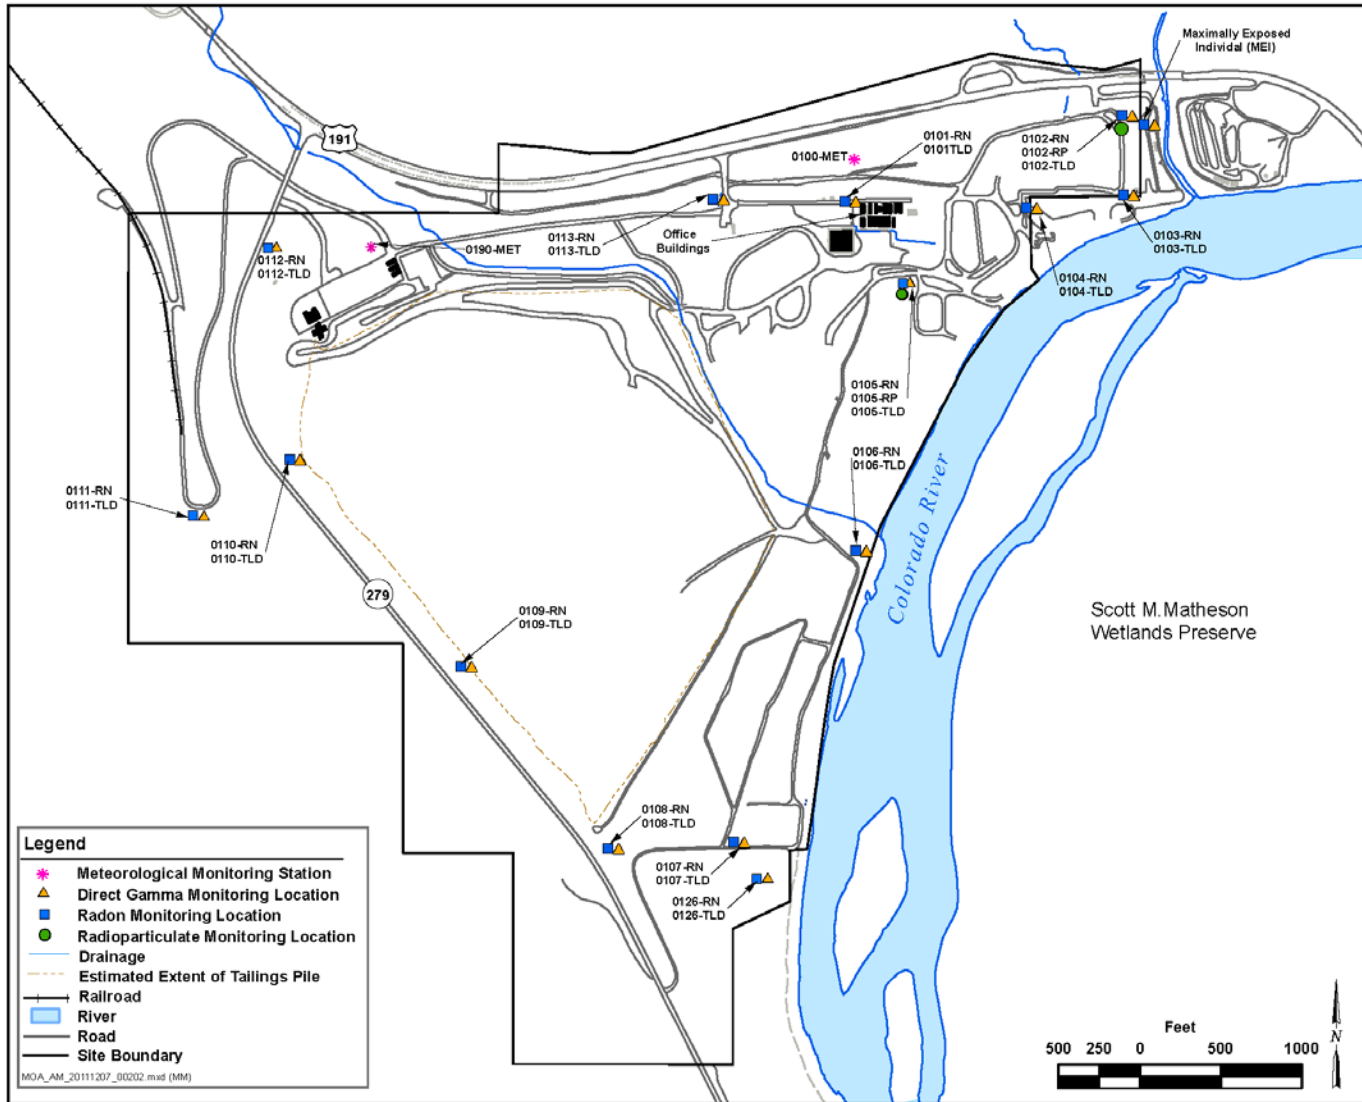 Maximally Exposed
Individal (MEI)
191
0100-MET
0101-RN
0101TLD
0102-RN
0102-RP
0102-TLD
0113-RN
0113-TLD
Office
Buildings
0103-RN
0103-TLD
0190-MET
0112-RN
0112-TLD
0104-RN
0104-TLD
0105-RN
0105-RP
0105-TLD
0106-RN
0106-TLD
0111-RN
0111-TLD
0110-RN
0110-TLD
Colorado River
279
0109-RN
0109-TLD
Scott M.Matheson
Wetlands Preserve
0108-RN
0108-TLD
0107-RN
0107-TLD
0126-RN
0126-TLD
Legend
Meteorological Monitoring Station
Direct Gamma Monitoring Location
Radon Monitoring Location
Radioparticulate Monitoring Location
Drainage
Estimated Extent of Tailings Pile
Railroad
River
Road
Site Boundary
MOA_AM_20111207_00202.mxd (MM)
Feet
500 250 0 500 1000
N